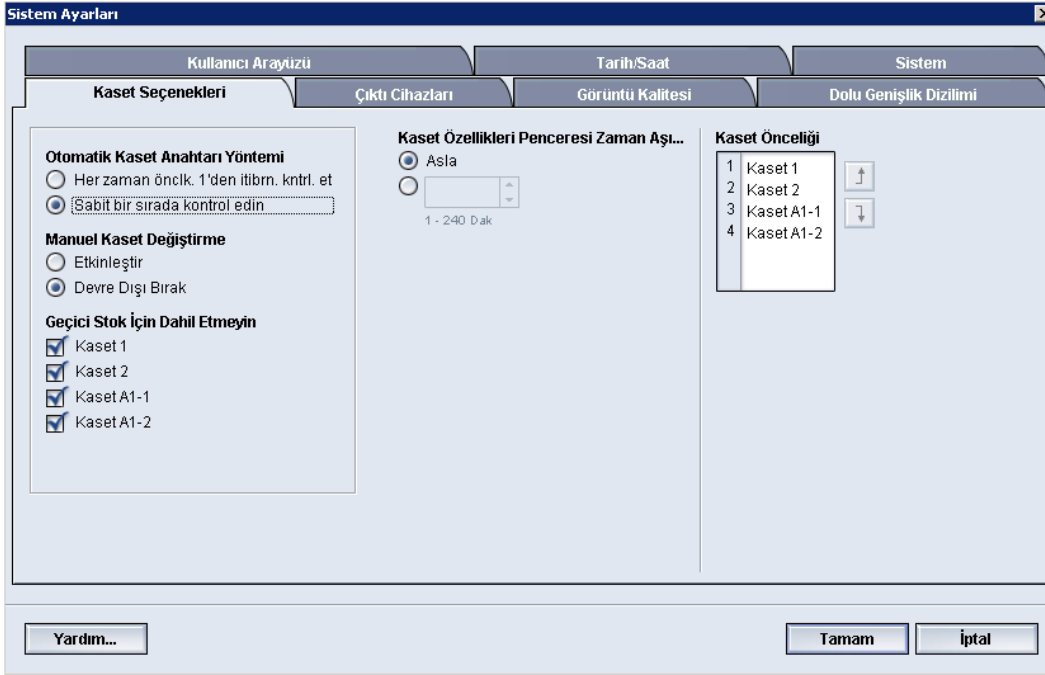 Sistem Ayarları
Kullanıcı Arayüzü
Tarih/Saat
Sistem
Kaset Seçenekleri
Çıktı Cihazları
Görüntü Kalitesi
Dolu Genişlik Dizilimi
Otomatik Kaset Anahtarı Yöntemi
Her zaman önclk. 1'den itibrn. kntrl. et
Sabit bir sırada kontrol edin
Manuel Kaset Değiştirme
Etkinleştir
Devre Dışı Bırak
Geçici Stok İçin Dahil Etmeyin
Kaset 1
Kaset 2
Kaset A1-1
Kaset A1-2
Kaset Özellikleri Penceresi Zaman Aşı...
Asla
1 - 240 Dak
Kaset Önceliği
1 Kaset 1
2 Kaset 2
3 Kaset A1-1
4 Kaset A1-2
Yardım...
Tamam
İptal